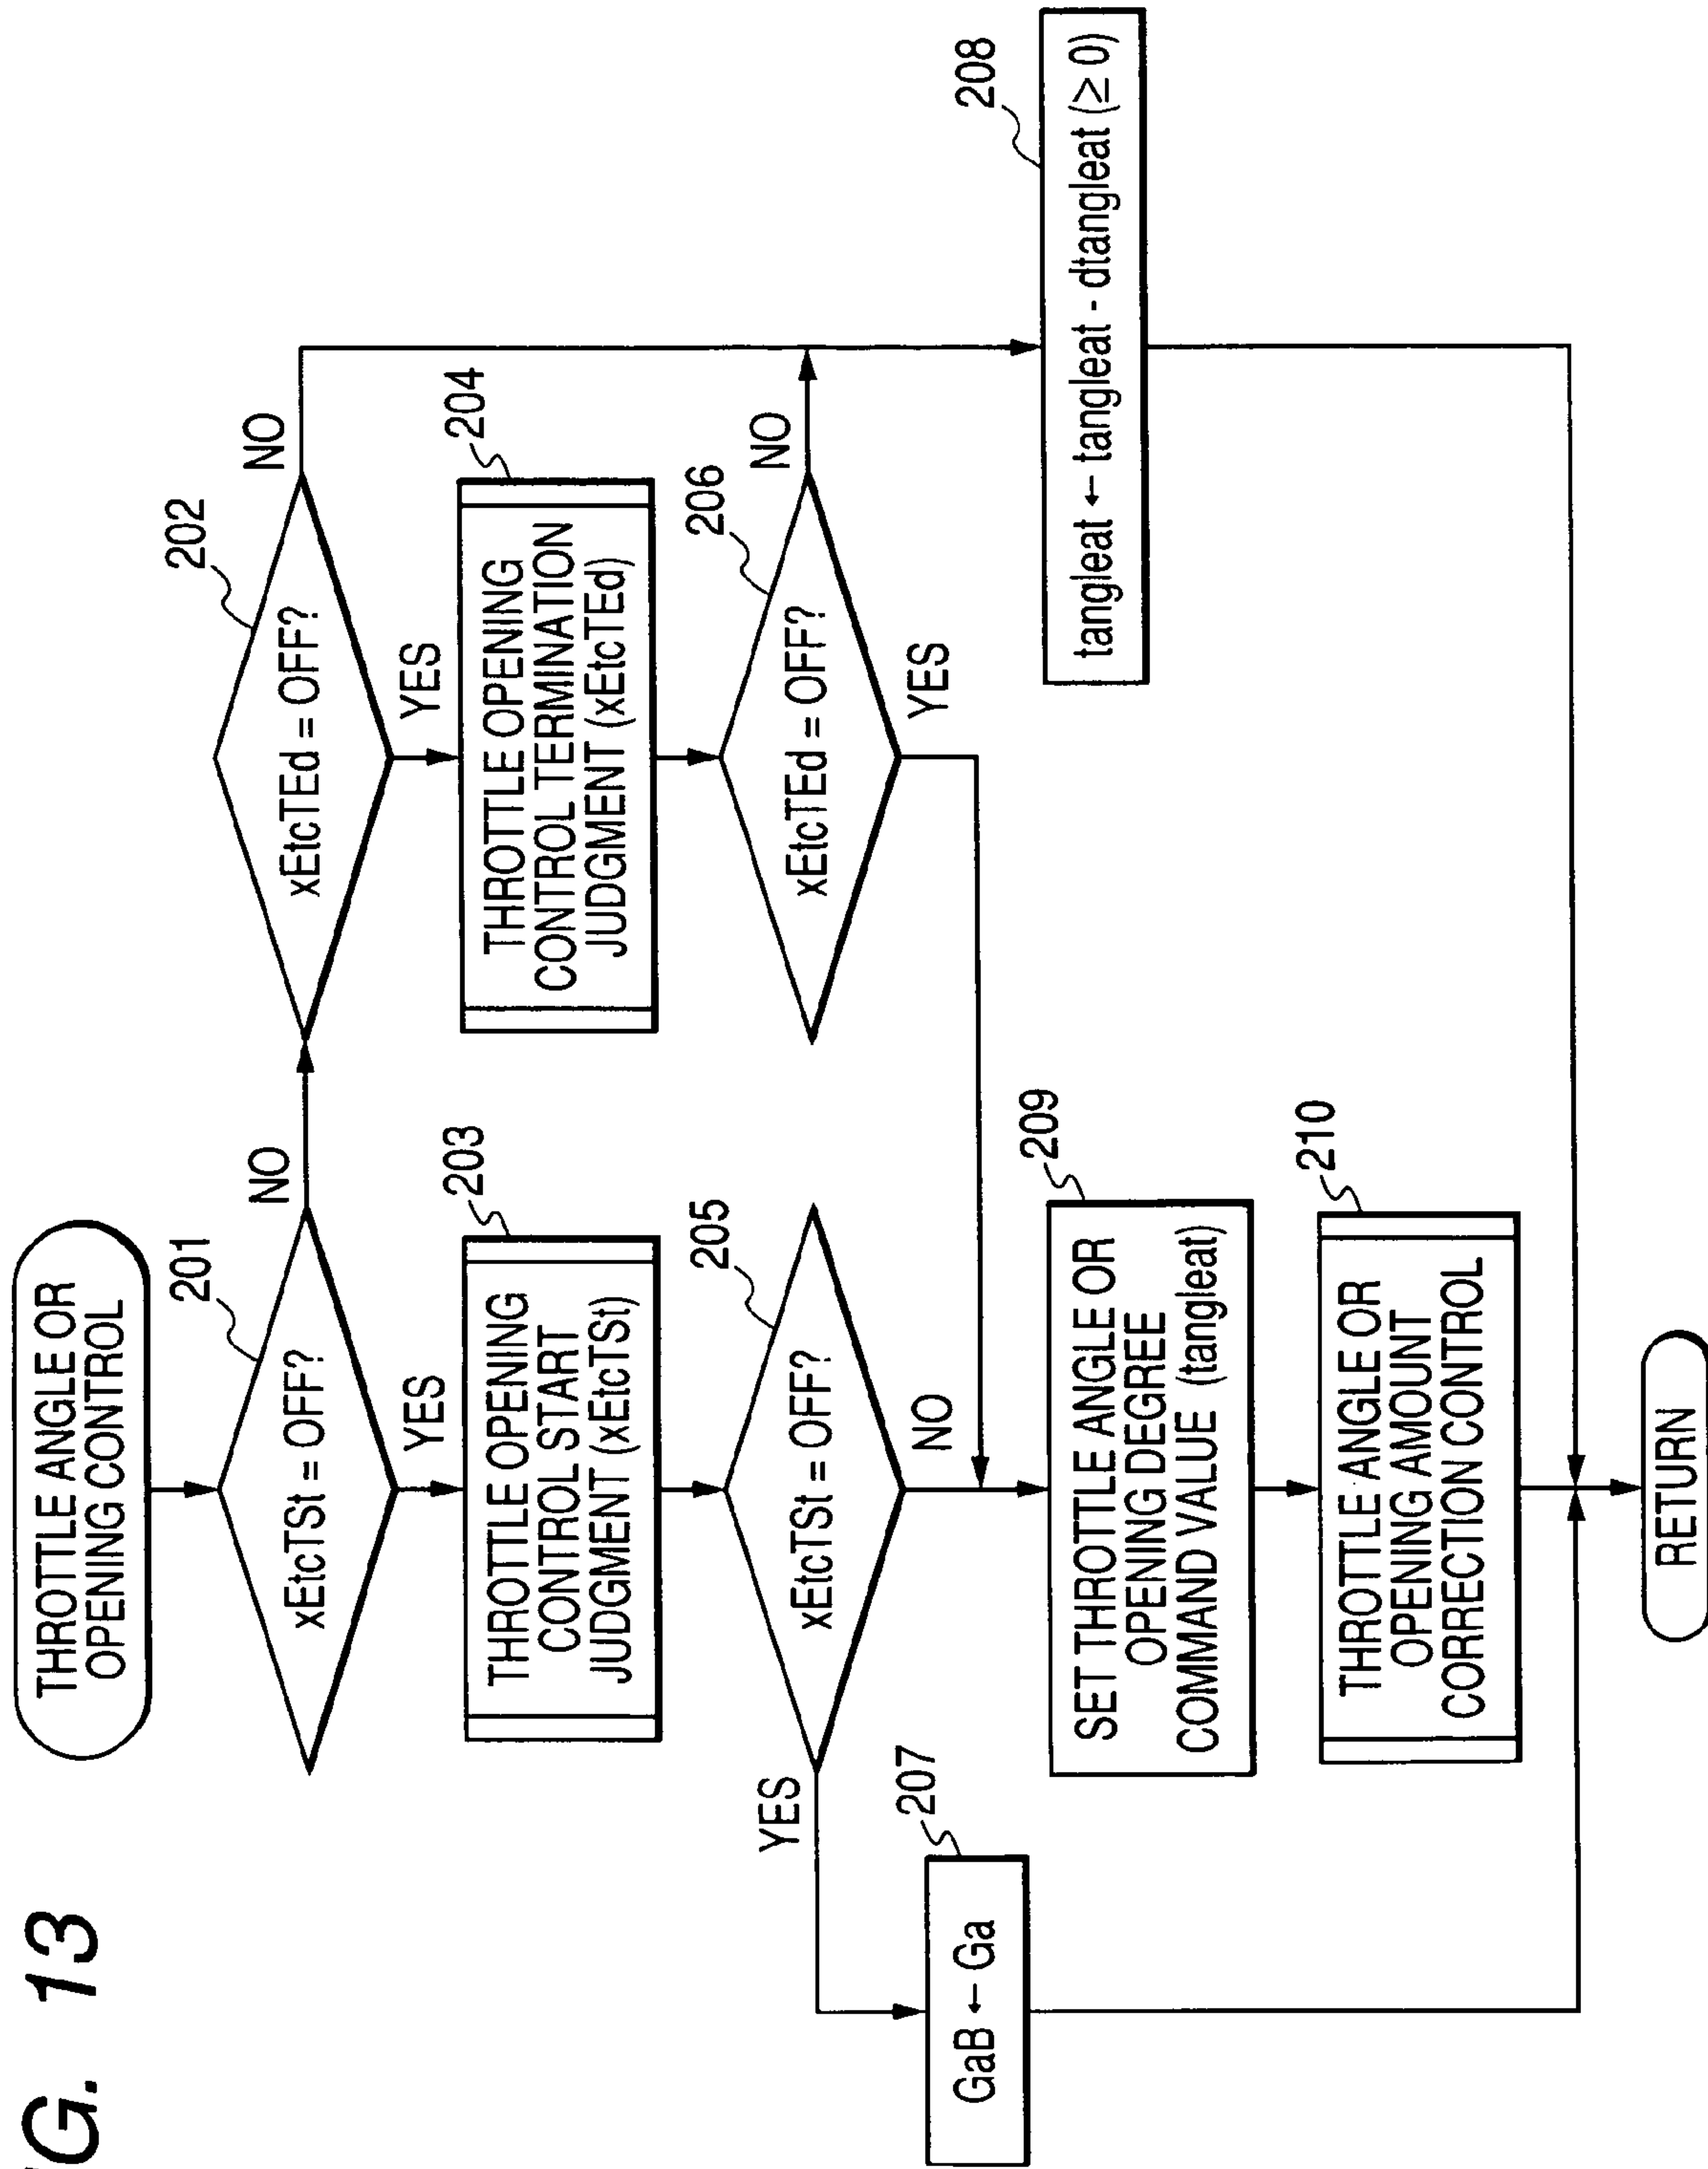 G. 13
THROTTLE ANGLE OR
OPENING CONTROL
201
xEtcTSt = OFF?
NO
YES
202
xEtcTEd = OFF?
NO
YES
203
THROTTLE OPENING
CONTROL START
JUDGMENT (xEtcTSt)
204
THROTTLE OPENING
CONTROL TERMINATION
JUDGMENT (xEtcTEd)
205
xEtcTSt = OFF?
YES
NO
206
xEtcTEd = OFF?
NO
YES
207
GaB ← Ga
208
tangleat ← tangleat - dtangleat (≥ 0)
209
SET THROTTLE ANGLE OR
OPENING DEGREE
COMMAND VALUE (tangleat)
210
THROTTLE ANGLE OR
OPENING AMOUNT
CORRECTION CONTROL
RETURN